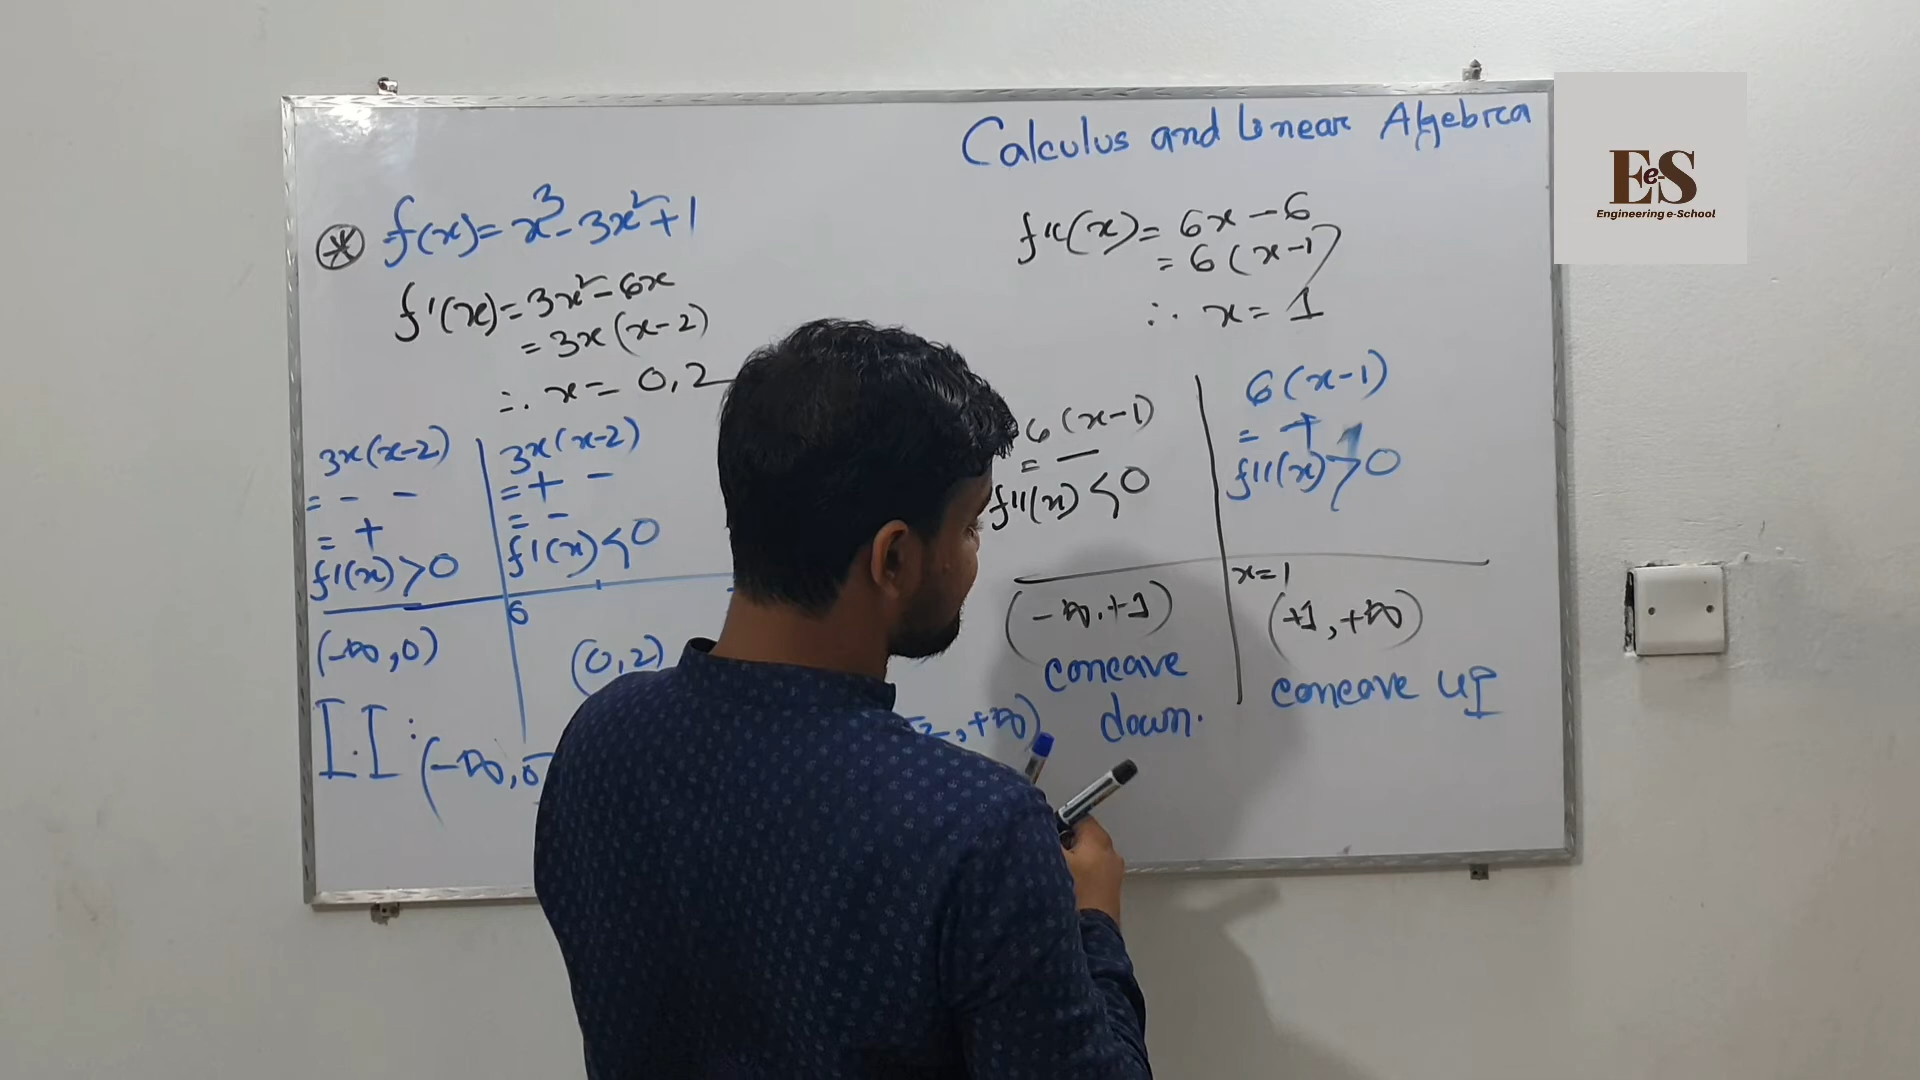 Calculus and Linear Algebra
EeS
Engineering e-School
* f(x) = x³ - 3x² + 1
f'(x) = 3x² - 6x
= 3x(x-2)
∴ x = 0, 2
3x(x-2)
= - -
= +
f'(x) > 0
(-∞, 0)
3x(x-2)
= + -
= -
f'(x) < 0
0
(0, 2)
I.I : (-∞, 0
2, +∞)
f''(x) = 6x - 6
= 6(x-1)
∴ x = 1
6(x-1)
= -
f''(x) < 0
(-∞, +1)
concave
down.
6(x-1)
= +
f''(x) > 0
x = 1
(+1, +∞)
concave up